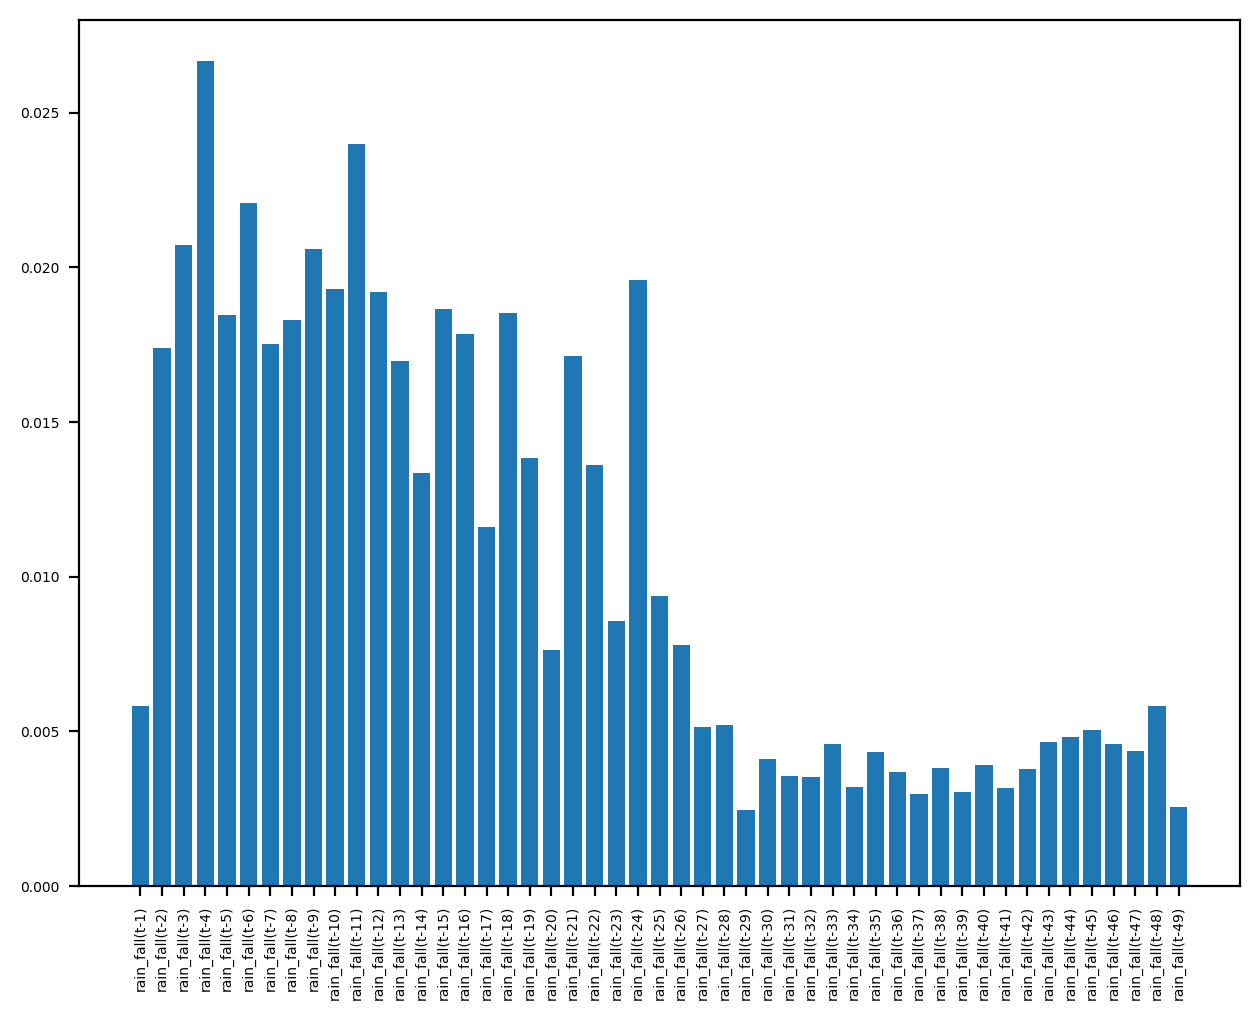 0.025
0.020
0.015
0.010
0.005
0.000
rain_fall(t-1)
rain_fall(t-2)
rain_fall(t-3)
rain_fall(t-4)
rain_fall(t-5)
rain_fall(t-6)
rain_fall(t-7)
rain_fall(t-8)
rain_fall(t-9)
rain_fall(t-10)
rain_fall(t-11)
rain_fall(t-12)
rain_fall(t-13)
rain_fall(t-14)
rain_fall(t-15)
rain_fall(t-16)
rain_fall(t-17)
rain_fall(t-18)
rain_fall(t-19)
rain_fall(t-20)
rain_fall(t-21)
rain_fall(t-22)
rain_fall(t-23)
rain_fall(t-24)
rain_fall(t-25)
rain_fall(t-26)
rain_fall(t-27)
rain_fall(t-28)
rain_fall(t-29)
rain_fall(t-30)
rain_fall(t-31)
rain_fall(t-32)
rain_fall(t-33)
rain_fall(t-34)
rain_fall(t-35)
rain_fall(t-36)
rain_fall(t-37)
rain_fall(t-38)
rain_fall(t-39)
rain_fall(t-40)
rain_fall(t-41)
rain_fall(t-42)
rain_fall(t-43)
rain_fall(t-44)
rain_fall(t-45)
rain_fall(t-46)
rain_fall(t-47)
rain_fall(t-48)
rain_fall(t-49)